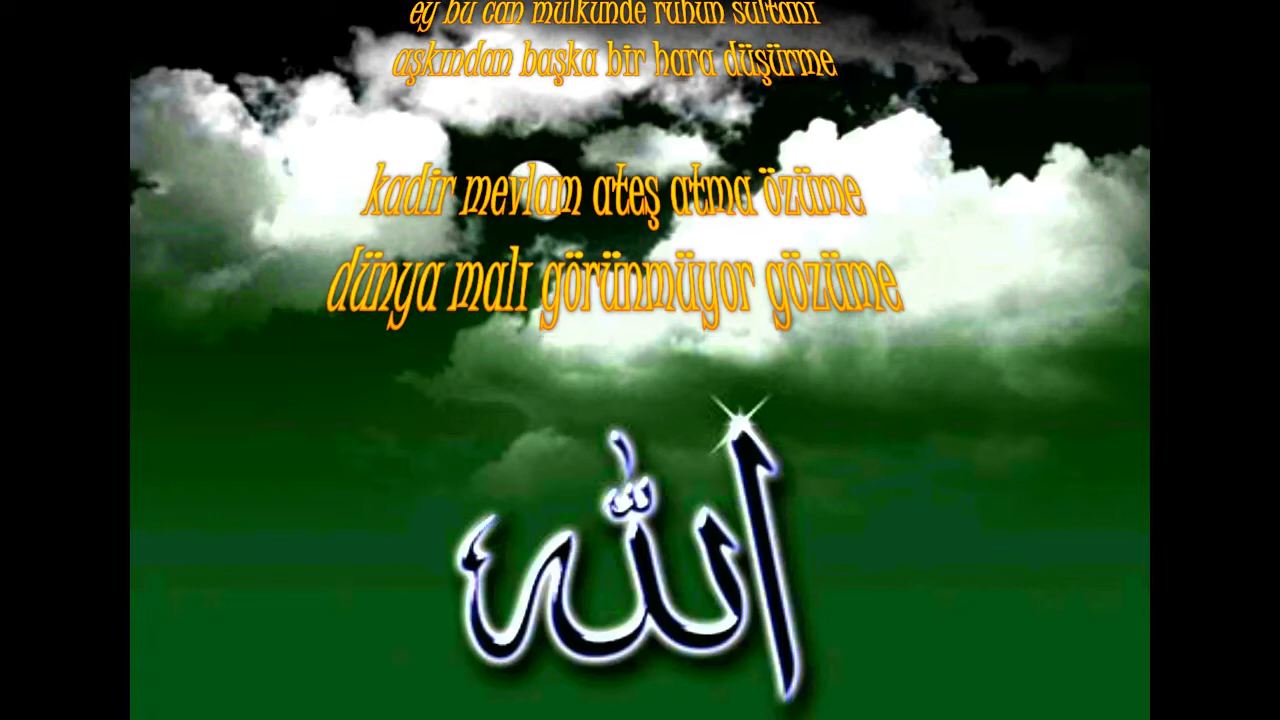 ey bu can mülkünde ruhun sultanı
aşkından başka bir hara düşürme
kadir mevlam ateş atma özüme
dünya malı görünmüyor gözüme
الله